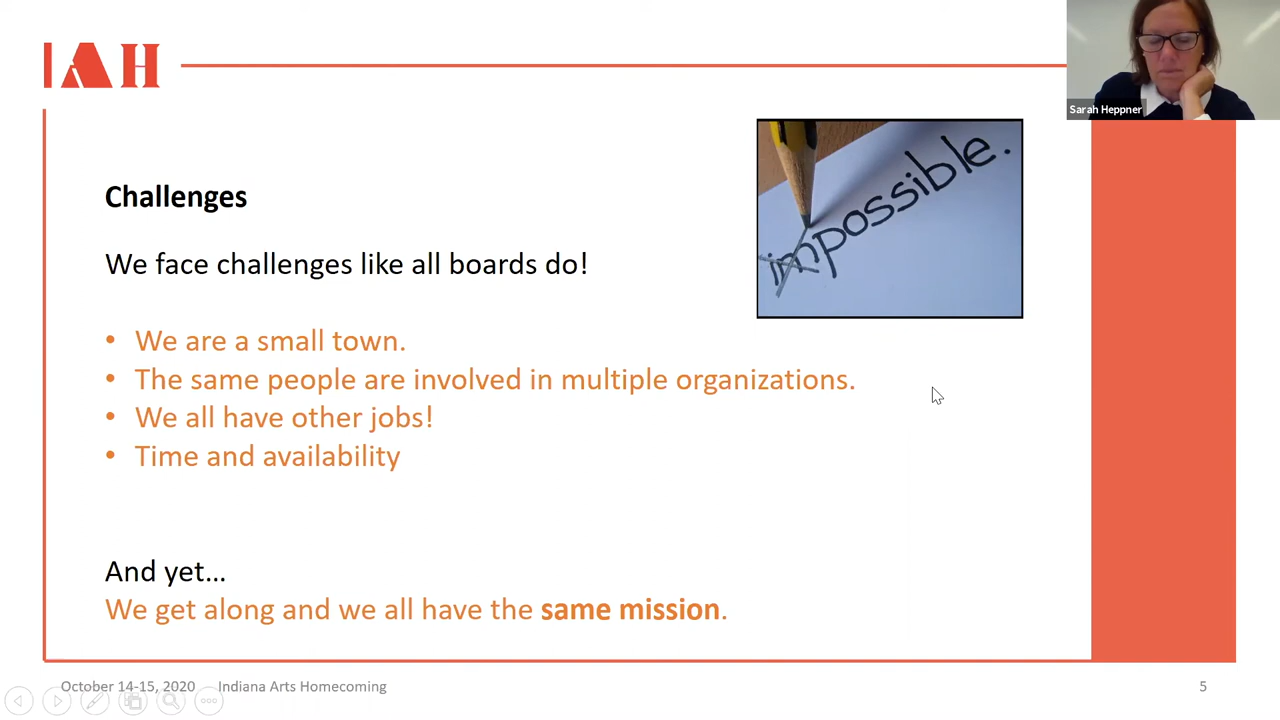 IAH
Sarah Heppner
impossible.
Challenges
We face challenges like all boards do!
• We are a small town.
• The same people are involved in multiple organizations.
• We all have other jobs!
• Time and availability
And yet…
We get along and we all have the same mission.
October 14-15, 2020 Indiana Arts Homecoming 5